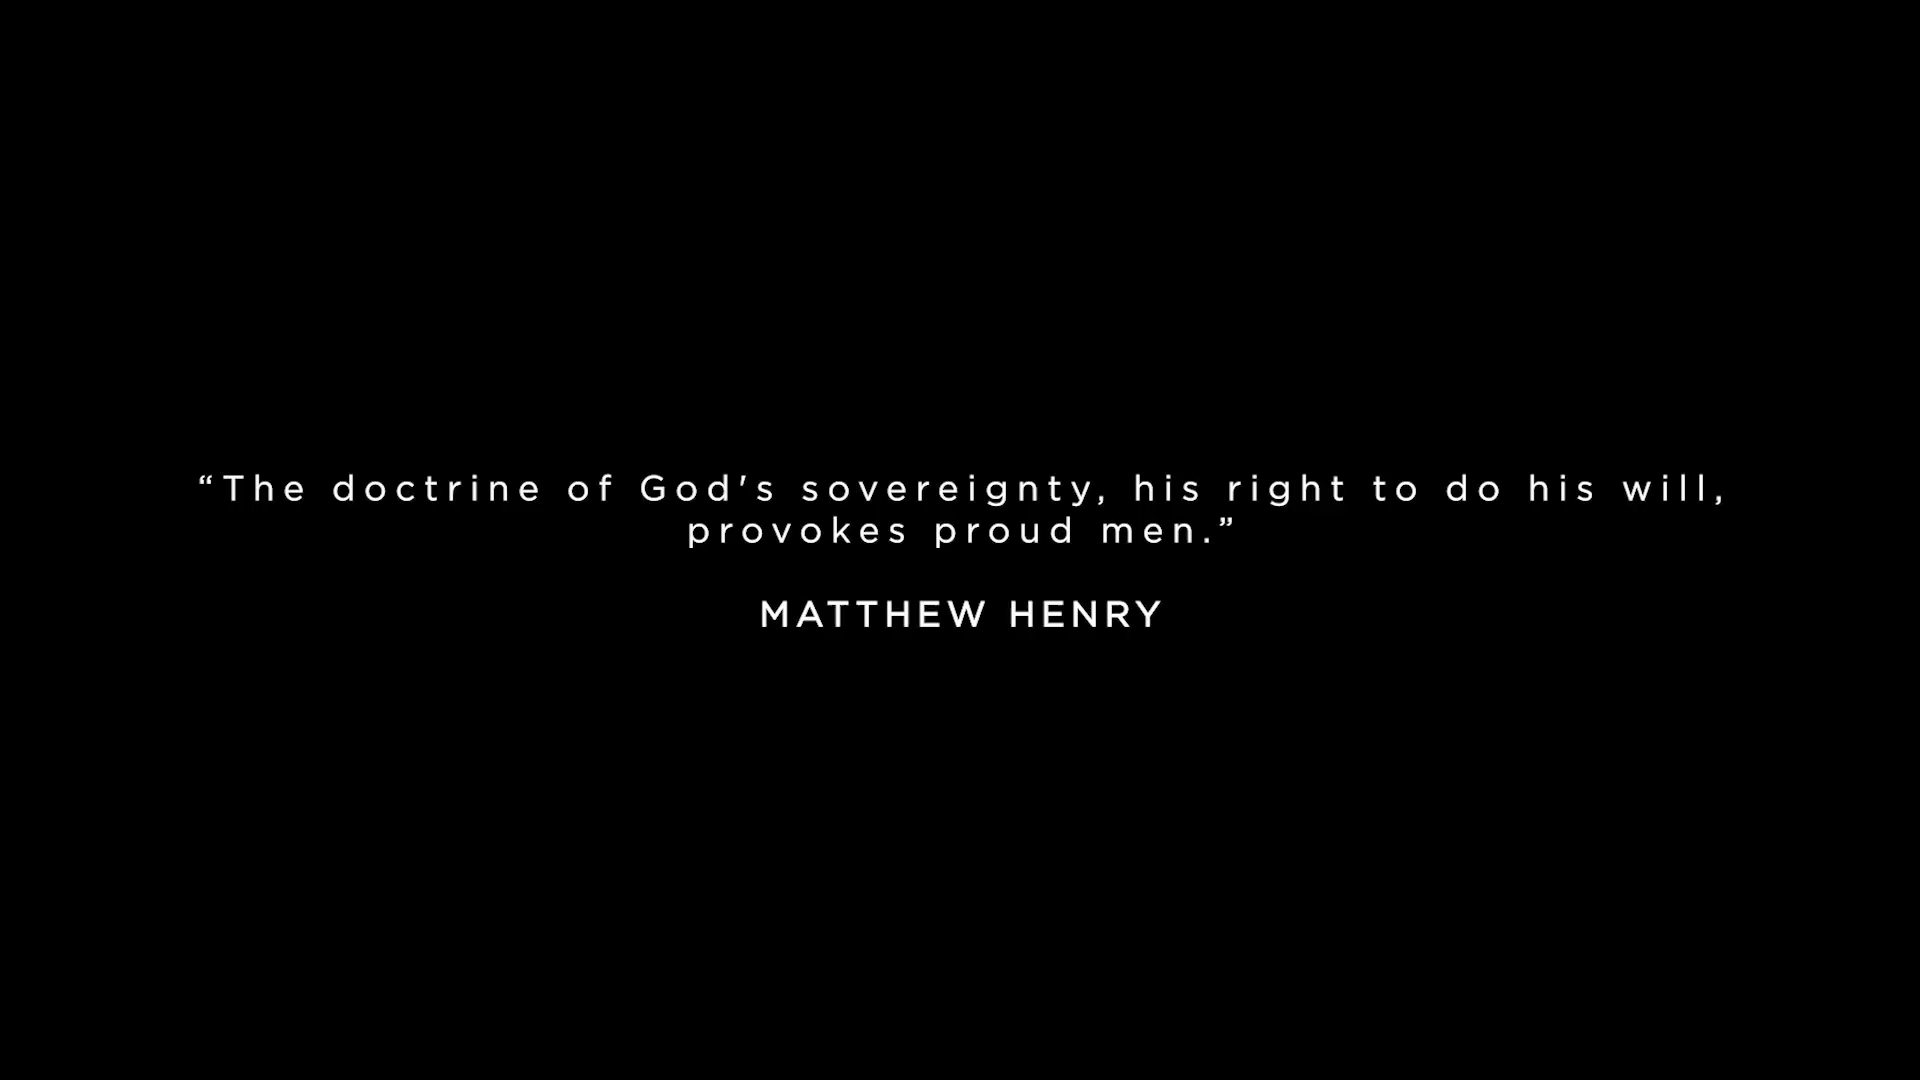 “The doctrine of God's sovereignty, his right to do his will,
provokes proud men.”
MATTHEW HENRY